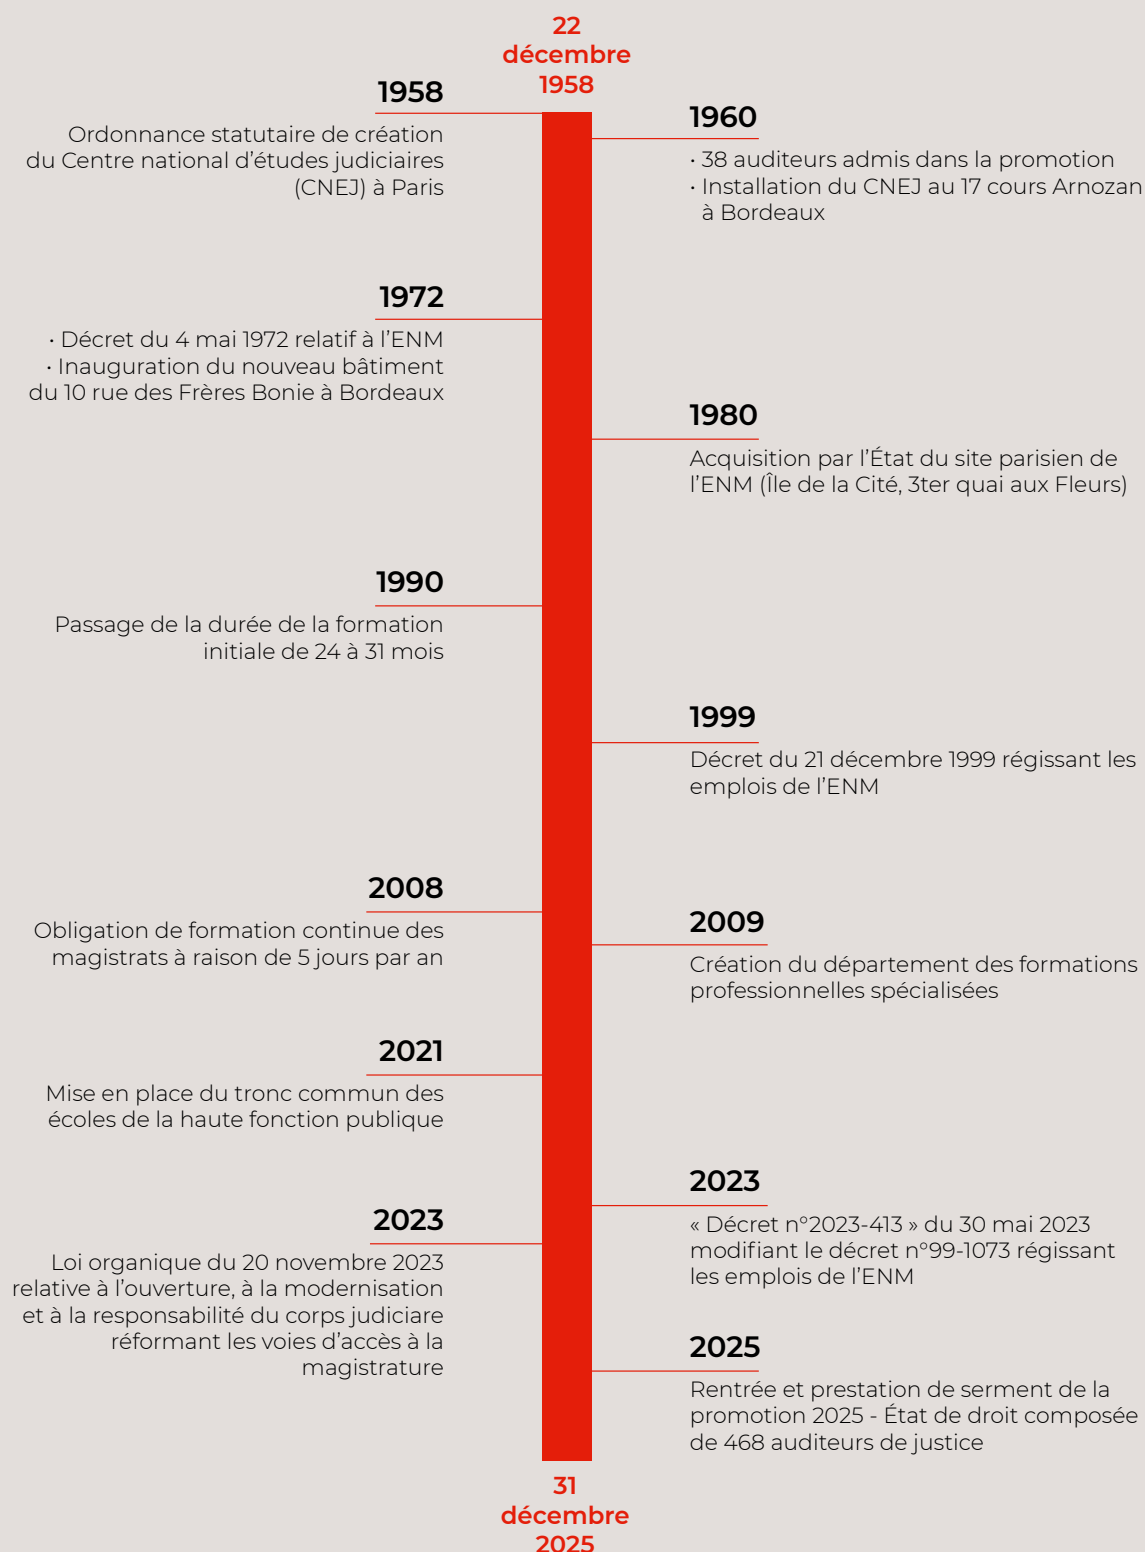 22
décembre
1958
1958
Ordonnance statutaire de création
du Centre national d’études judiciaires
(CNEJ) à Paris
1960
· 38 auditeurs admis dans la promotion
· Installation du CNEJ au 17 cours Arnozan
à Bordeaux
1972
· Décret du 4 mai 1972 relatif à l’ENM
· Inauguration du nouveau bâtiment
du 10 rue des Frères Bonie à Bordeaux
1980
Acquisition par l’État du site parisien de
l’ENM (Île de la Cité, 3ter quai aux Fleurs)
1990
Passage de la durée de la formation
initiale de 24 à 31 mois
1999
Décret du 21 décembre 1999 régissant les
emplois de l’ENM
2008
Obligation de formation continue des
magistrats à raison de 5 jours par an
2009
Création du département des formations
professionnelles spécialisées
2021
Mise en place du tronc commun des
écoles de la haute fonction publique
2023
« Décret n°2023-413 » du 30 mai 2023
modifiant le décret n°99-1073 régissant
les emplois de l’ENM
2023
Loi organique du 20 novembre 2023
relative à l’ouverture, à la modernisation
et à la responsabilité du corps judiciare
réformant les voies d’accès à la
magistrature
2025
Rentrée et prestation de serment de la
promotion 2025 - État de droit composée
de 468 auditeurs de justice
31
décembre
2025